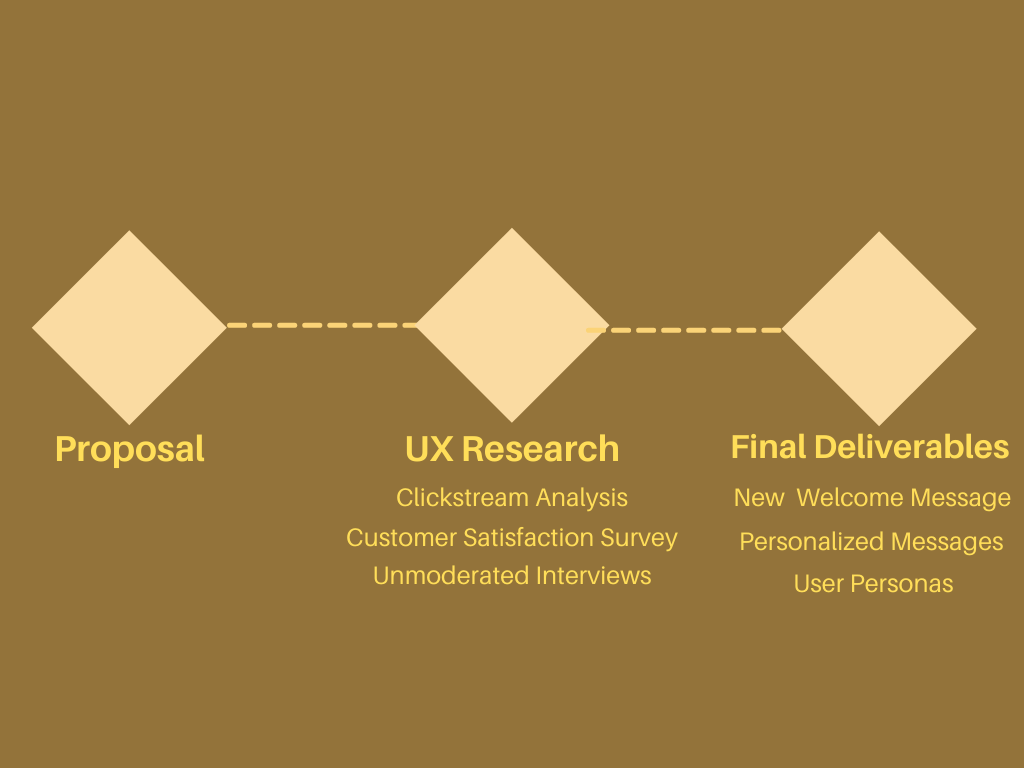 Proposal
UX Research
Clickstream Analysis
Customer Satisfaction Survey
Unmoderated Interviews
Final Deliverables
New  Welcome Message
Personalized Messages
User Personas